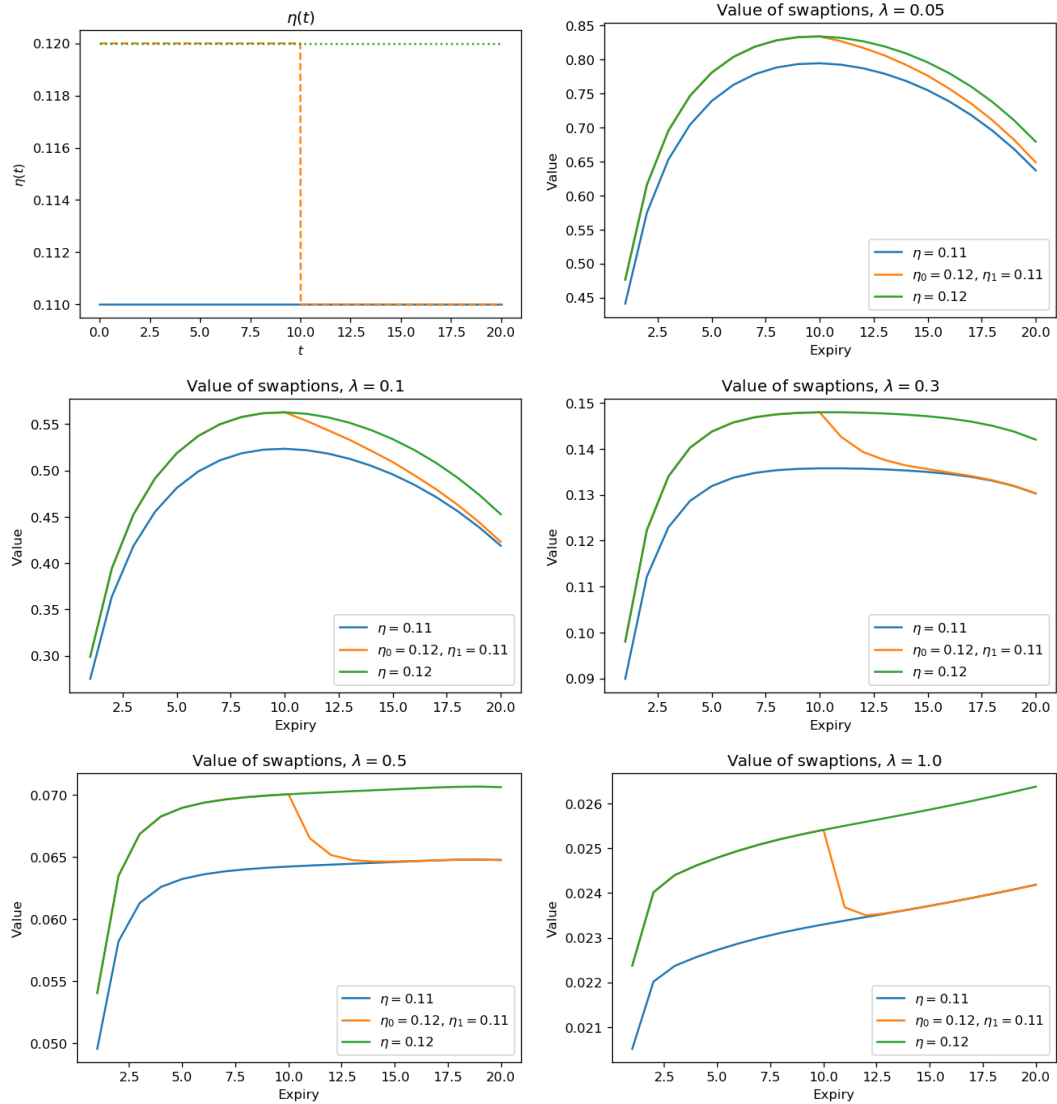 η(t)
η(t)
0.120
0.118
0.116
0.114
0.112
0.110
0.0 2.5 5.0 7.5 10.0 12.5 15.0 17.5 20.0
t
Value of swaptions, λ = 0.05
Value
0.85
0.80
0.75
0.70
0.65
0.60
0.55
0.50
0.45
η = 0.11
η₀ = 0.12, η₁ = 0.11
η = 0.12
2.5 5.0 7.5 10.0 12.5 15.0 17.5 20.0
Expiry
Value of swaptions, λ = 0.1
Value
0.55
0.50
0.45
0.40
0.35
0.30
η = 0.11
η₀ = 0.12, η₁ = 0.11
η = 0.12
2.5 5.0 7.5 10.0 12.5 15.0 17.5 20.0
Expiry
Value of swaptions, λ = 0.3
Value
0.15
0.14
0.13
0.12
0.11
0.10
0.09
η = 0.11
η₀ = 0.12, η₁ = 0.11
η = 0.12
2.5 5.0 7.5 10.0 12.5 15.0 17.5 20.0
Expiry
Value of swaptions, λ = 0.5
Value
0.070
0.065
0.060
0.055
0.050
η = 0.11
η₀ = 0.12, η₁ = 0.11
η = 0.12
2.5 5.0 7.5 10.0 12.5 15.0 17.5 20.0
Expiry
Value of swaptions, λ = 1.0
Value
0.026
0.025
0.024
0.023
0.022
0.021
η = 0.11
η₀ = 0.12, η₁ = 0.11
η = 0.12
2.5 5.0 7.5 10.0 12.5 15.0 17.5 20.0
Expiry